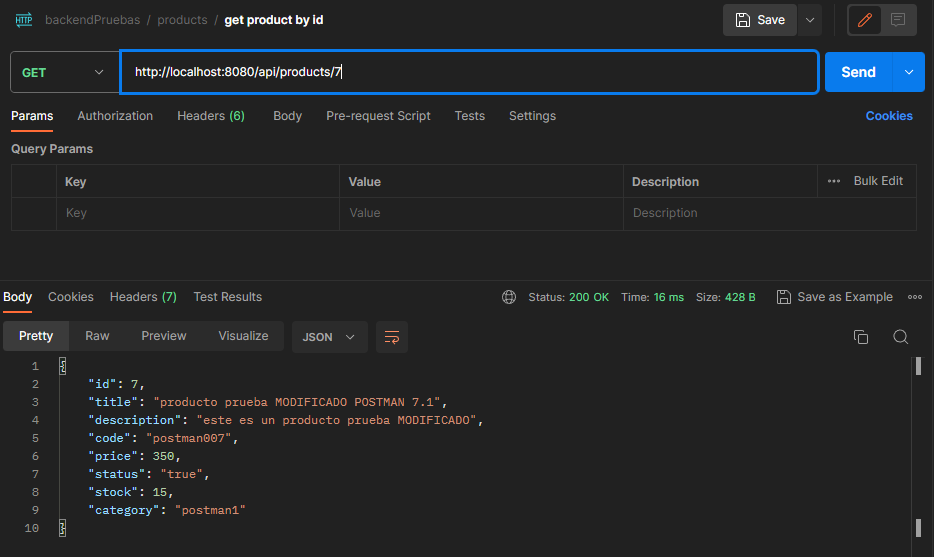 HTTP backendPruebas / products / get product by id Save
GET http://localhost:8080/api/products/7 Send
Params Authorization Headers (6) Body Pre-request Script Tests Settings Cookies
Query Params
Key Value Description ••• Bulk Edit
Key Value Description
Body Cookies Headers (7) Test Results Status: 200 OK Time: 16 ms Size: 428 B Save as Example
Pretty Raw Preview Visualize JSON
1 {
2 "id": 7,
3 "title": "producto prueba MODIFICADO POSTMAN 7.1",
4 "description": "este es un producto prueba MODIFICADO",
5 "code": "postman007",
6 "price": 350,
7 "status": "true",
8 "stock": 15,
9 "category": "postman1"
10 }